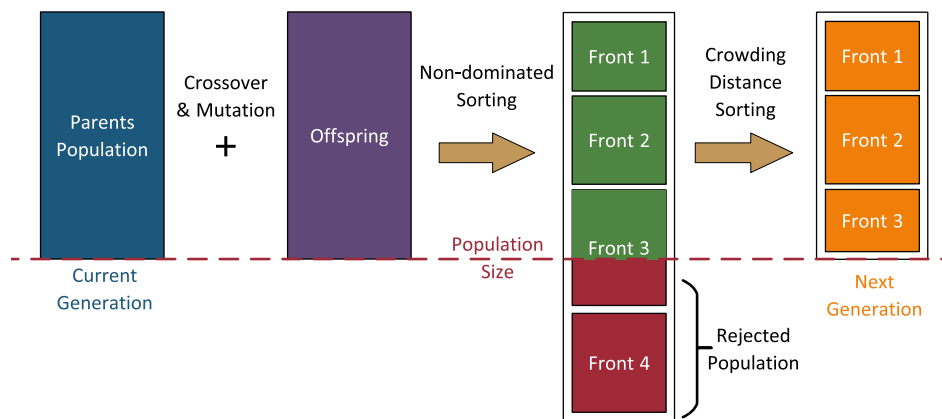 Parents
Population
Current
Generation
Crossover
& Mutation
+
Offspring
Non-dominated
Sorting
Population
Size
Front 1
Front 2
Front 3
Front 4
Rejected
Population
Crowding
Distance
Sorting
Front 1
Front 2
Front 3
Next
Generation